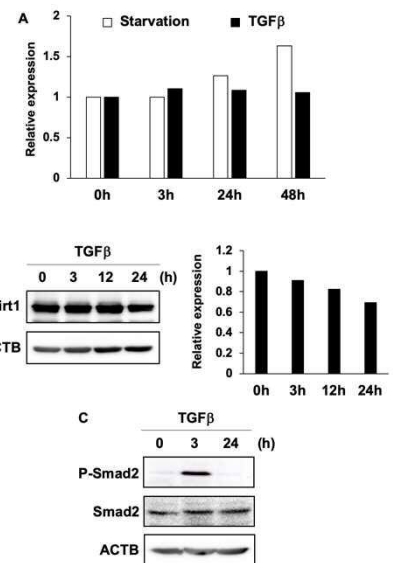 A
Starvation TGFβ
Relative expression
2
1.5
1
0.5
0
0h 3h 24h 48h
TGFβ
0 3 12 24 (h)
irt1
CTB
Relative expression
1.2
1
0.8
0.6
0.4
0.2
0
0h 3h 12h 24h
C
TGFβ
0 3 24 (h)
P-Smad2
Smad2
ACTB